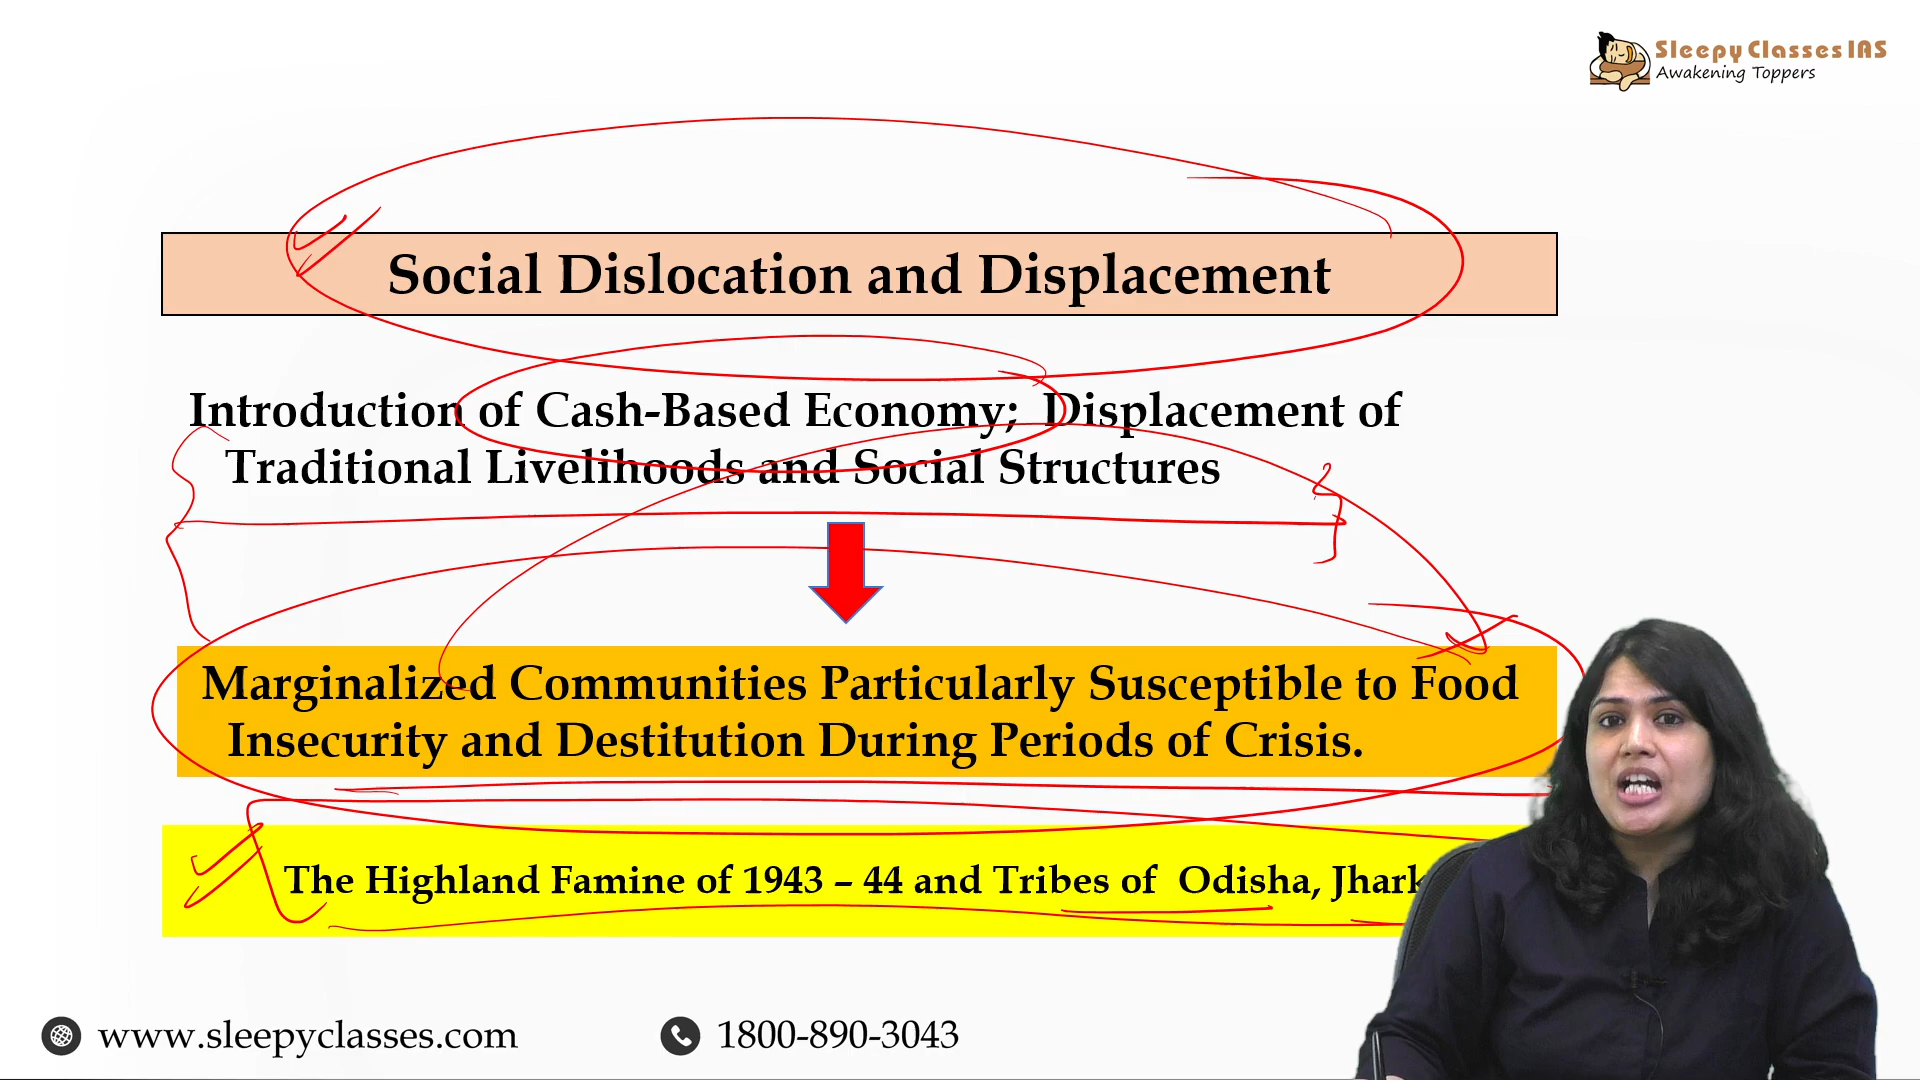 Sleepy Classes IAS
Awakening Toppers
Social Dislocation and Displacement
Introduction of Cash-Based Economy; Displacement of
Traditional Livelihoods and Social Structures
Marginalized Communities Particularly Susceptible to Food
Insecurity and Destitution During Periods of Crisis.
The Highland Famine of 1943 – 44 and Tribes of Odisha,
www.sleepyclasses.com
1800-890-3043